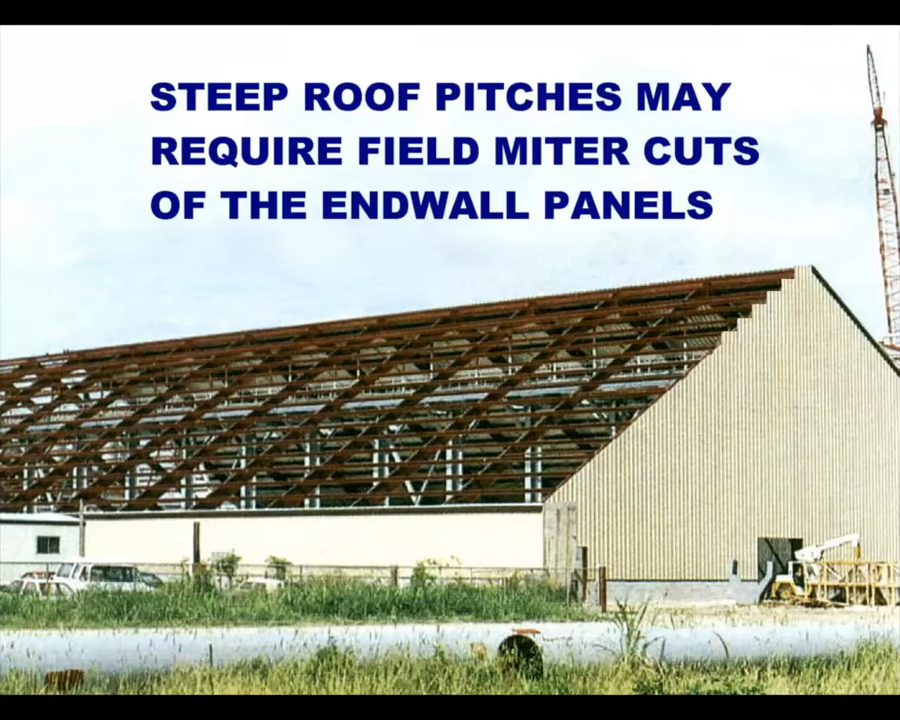 STEEP ROOF PITCHES MAY
REQUIRE FIELD MITER CUTS
OF THE ENDWALL PANELS